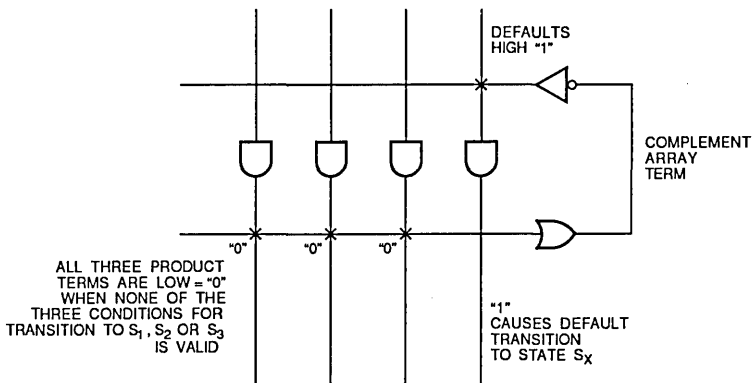 DEFAULTS
HIGH "1"
COMPLEMENT
ARRAY
TERM
"0" "0" "0"
ALL THREE PRODUCT
TERMS ARE LOW = "0"
WHEN NONE OF THE
THREE CONDITIONS FOR
TRANSITION TO S1, S2 OR S3
IS VALID
"1"
CAUSES DEFAULT
TRANSITION
TO STATE SX